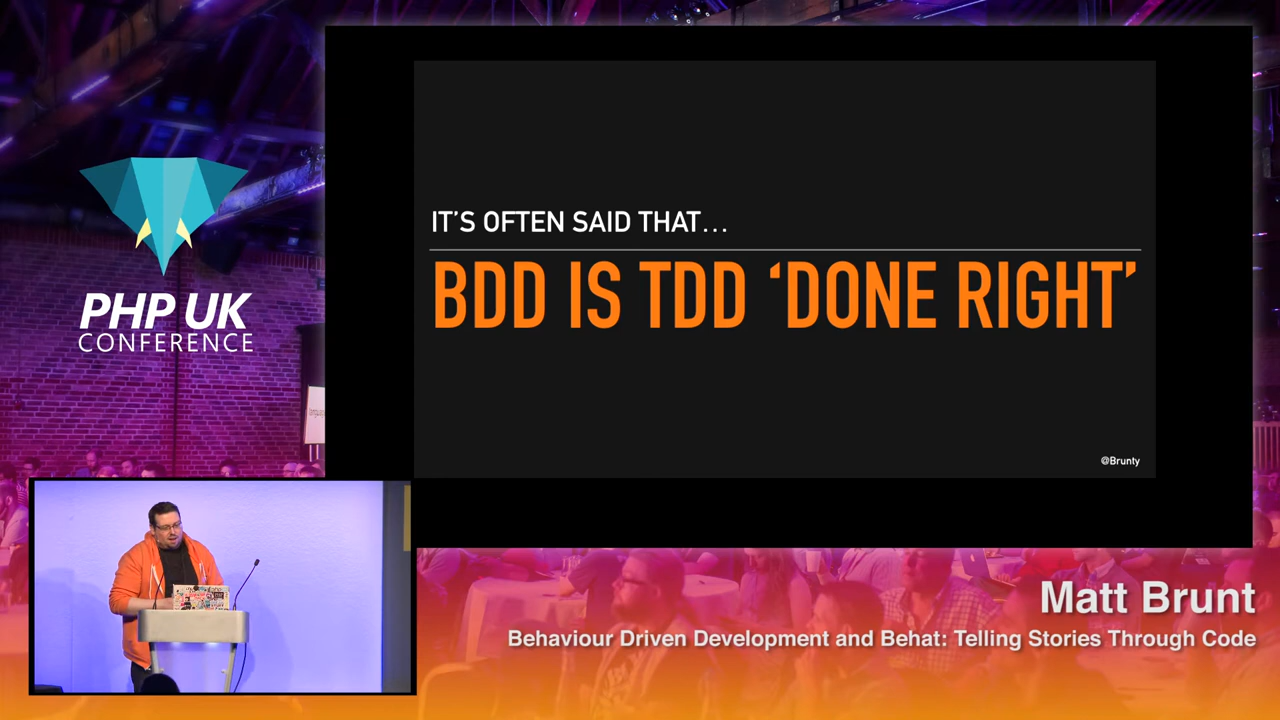 IT'S OFTEN SAID THAT...
BDD IS TDD ‘DONE RIGHT’
@Brunty
PHP UK
CONFERENCE
Matt Brunt
Behaviour Driven Development and Behat: Telling Stories Through Code